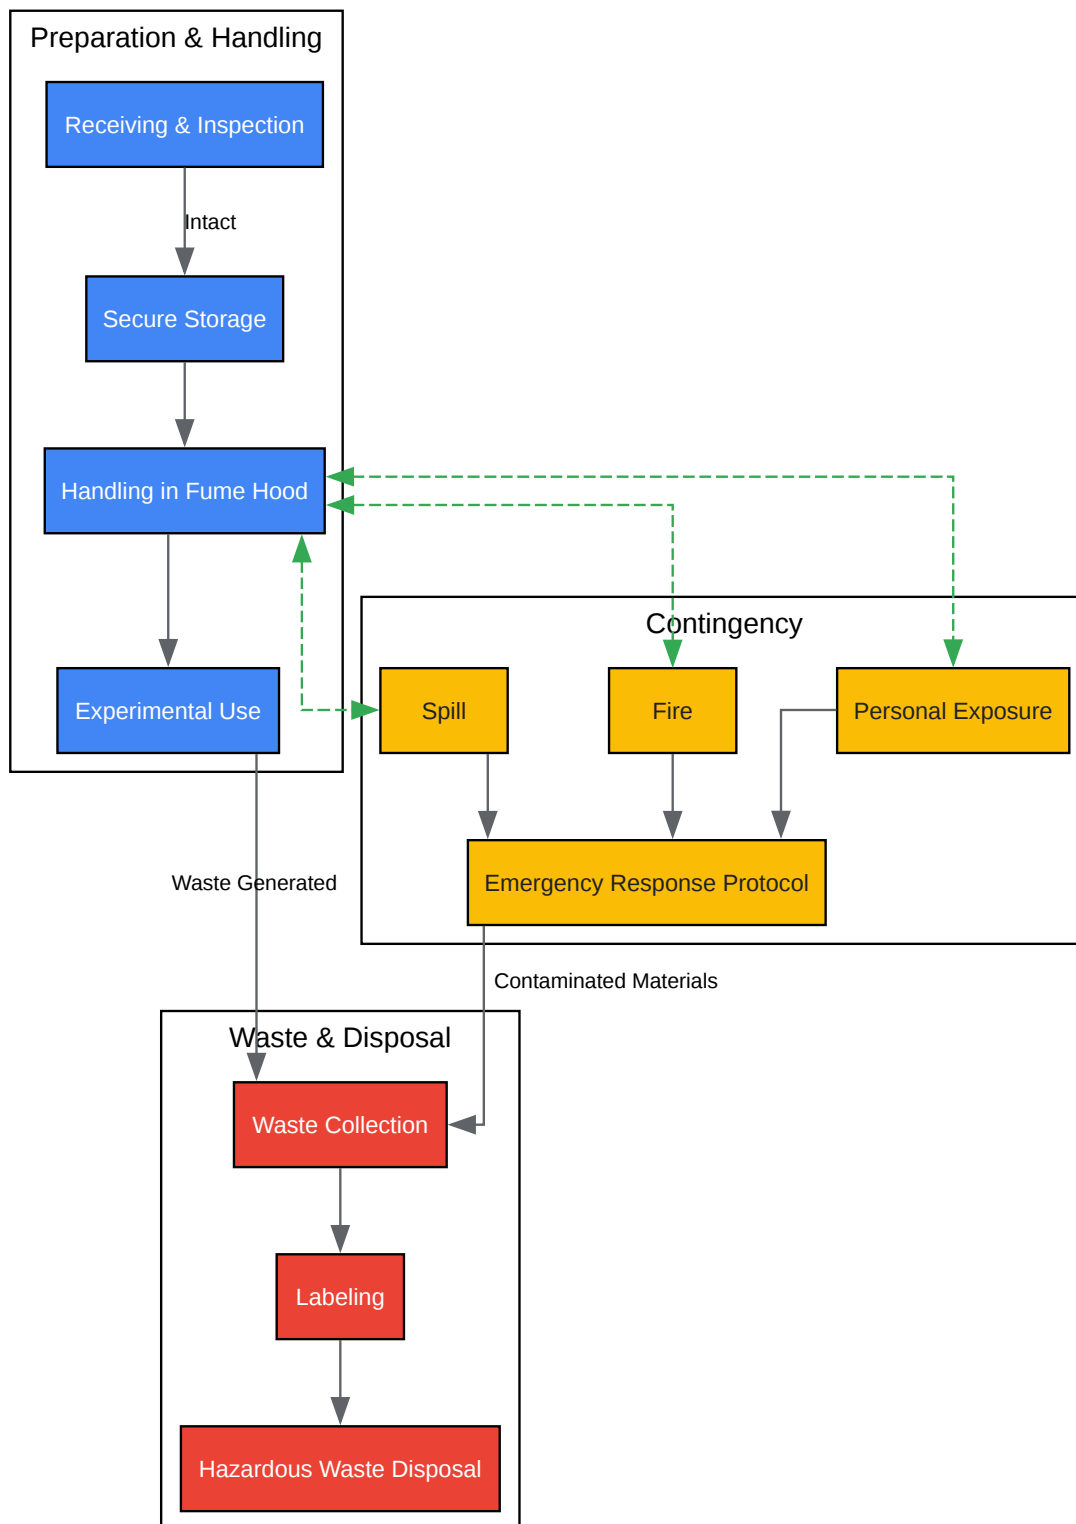 Preparation & Handling
Receiving & Inspection
Intact
Secure Storage
Handling in Fume Hood
Experimental Use
Contingency
Spill
Fire
Personal Exposure
Emergency Response Protocol
Waste Generated
Contaminated Materials
Waste & Disposal
Waste Collection
Labeling
Hazardous Waste Disposal